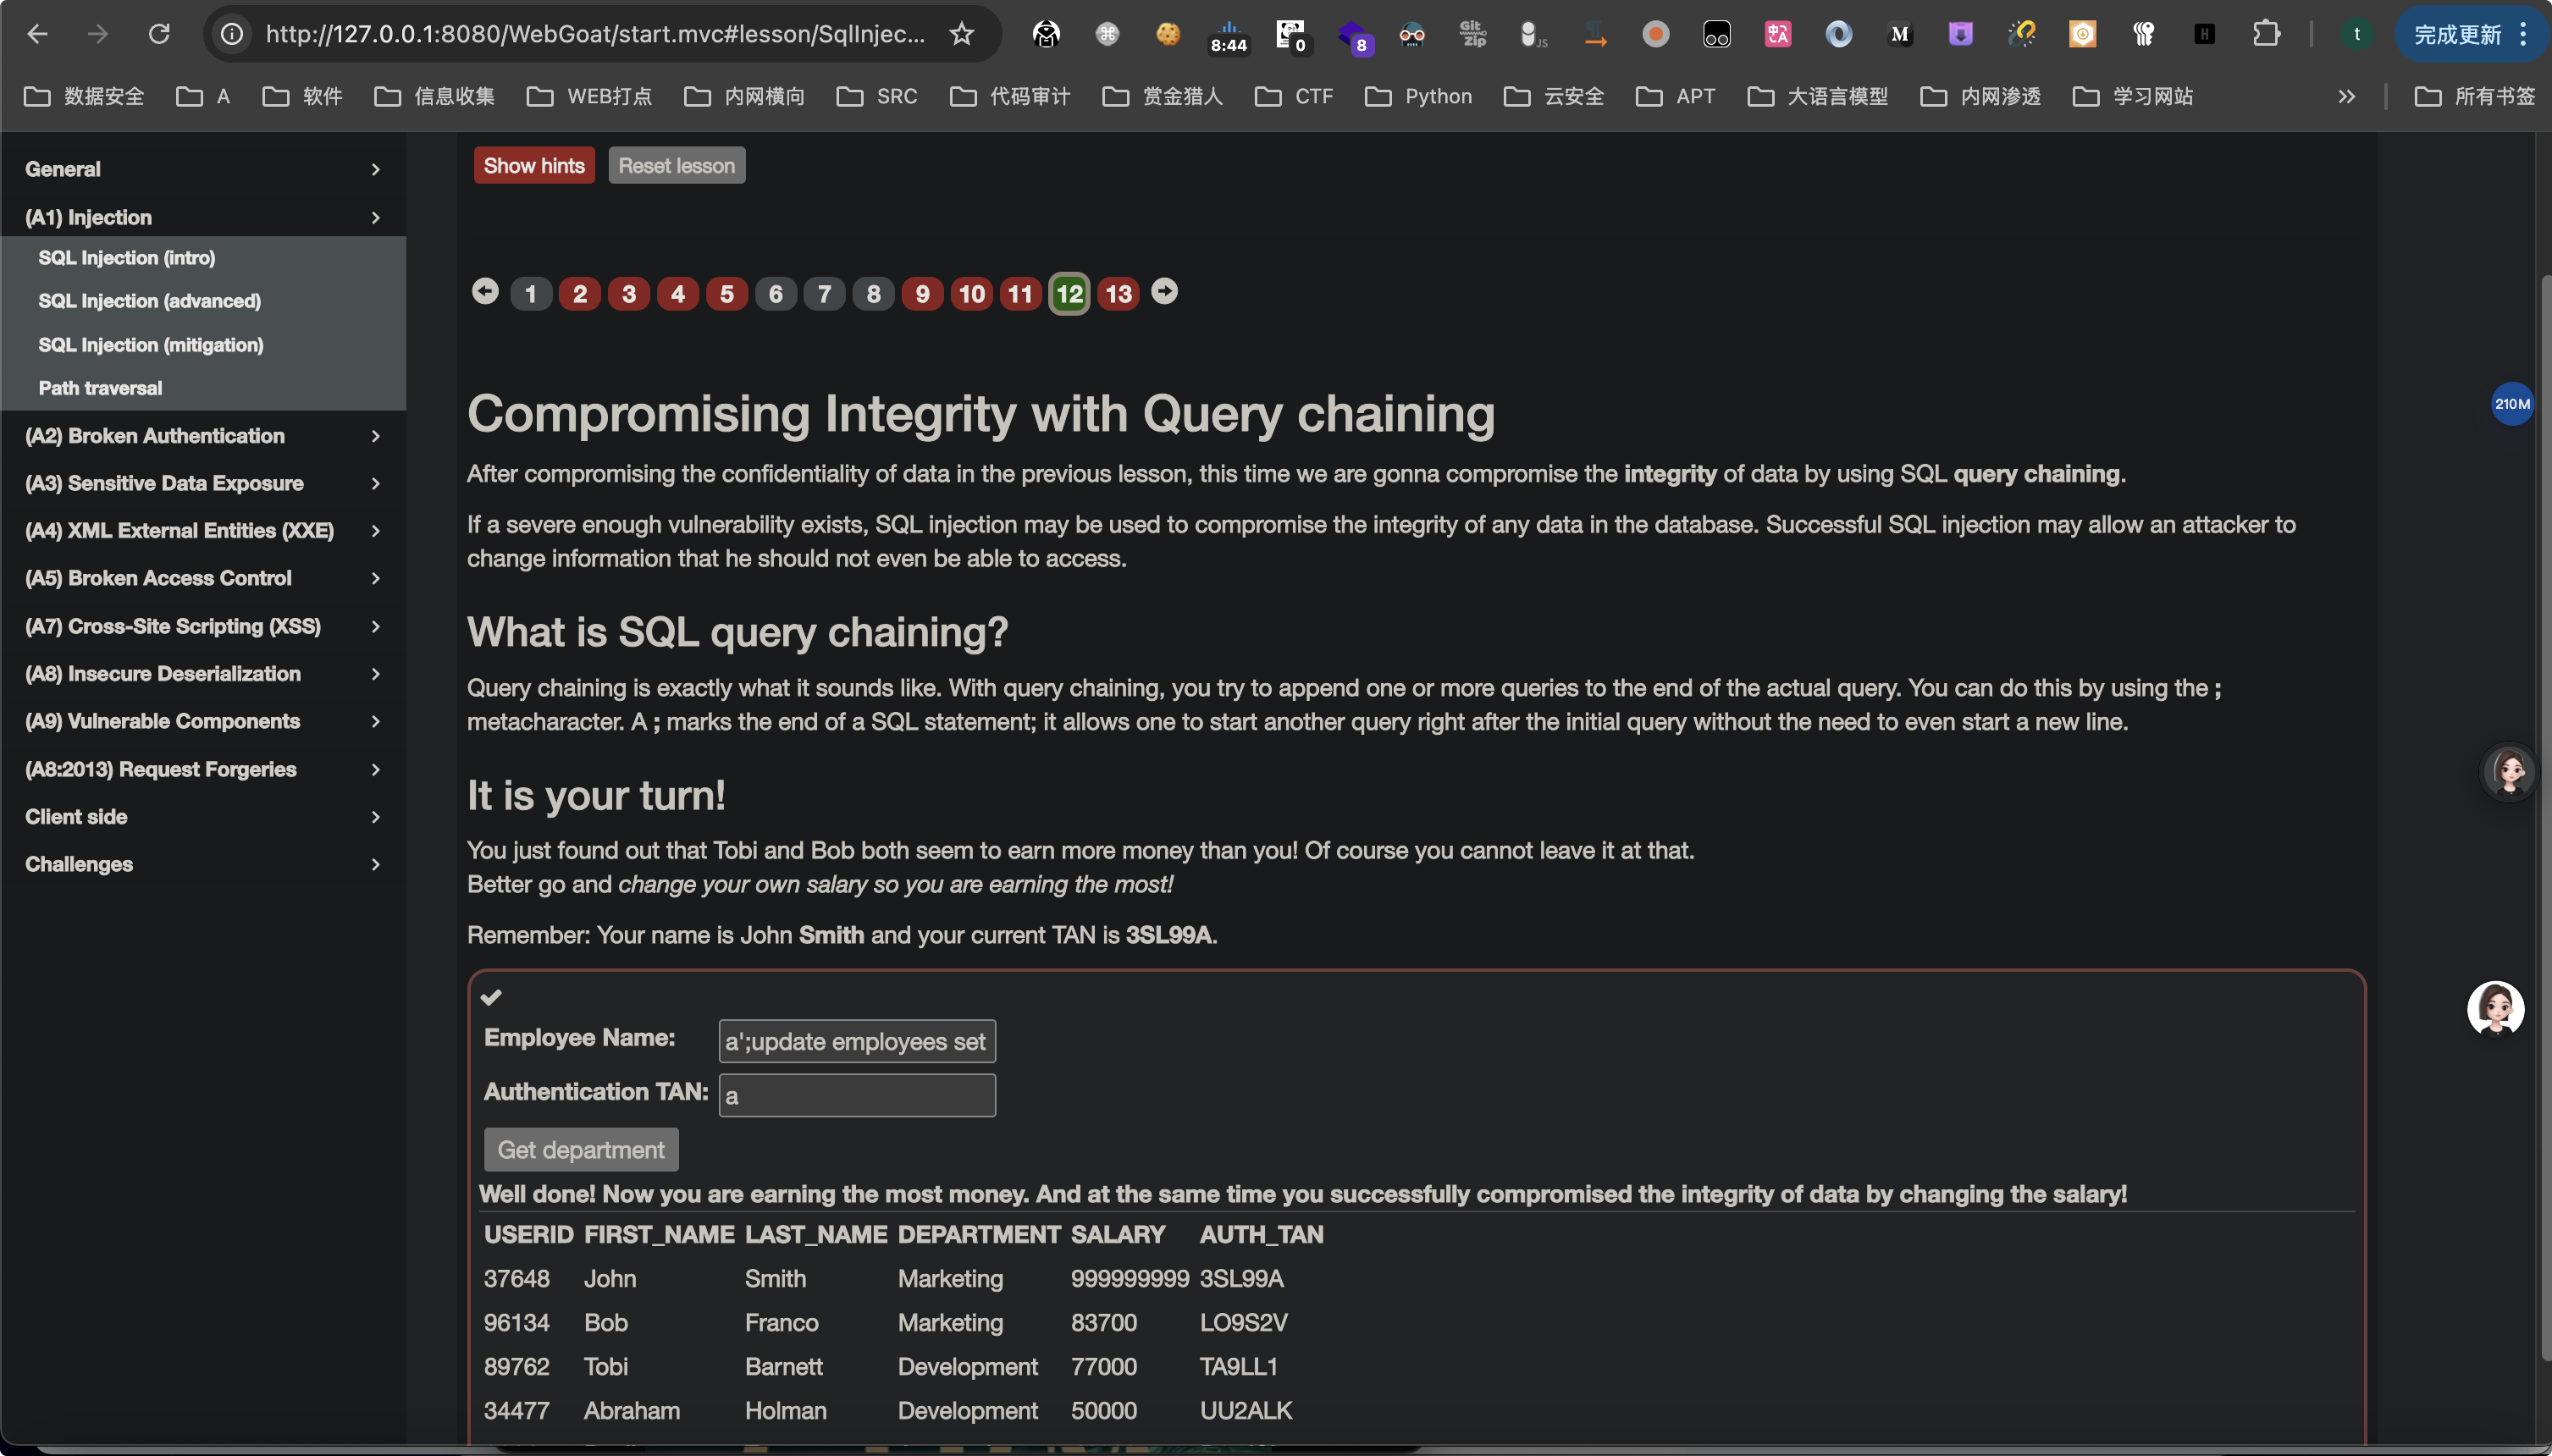 http://127.0.0.1:8080/WebGoat/start.mvc#lesson/SqlInjec...
8:44
0
8
Git zip
JS
M
H
t
完成更新
数据安全
A
软件
信息收集
WEB打点
内网横向
SRC
代码审计
赏金猎人
CTF
Python
云安全
APT
大语言模型
内网渗透
学习网站
所有书签
General
(A1) Injection
SQL Injection (intro)
SQL Injection (advanced)
SQL Injection (mitigation)
Path traversal
(A2) Broken Authentication
(A3) Sensitive Data Exposure
(A4) XML External Entities (XXE)
(A5) Broken Access Control
(A7) Cross-Site Scripting (XSS)
(A8) Insecure Deserialization
(A9) Vulnerable Components
(A8:2013) Request Forgeries
Client side
Challenges
Show hints
Reset lesson
1 2 3 4 5 6 7 8 9 10 11 12 13
Compromising Integrity with Query chaining
After compromising the confidentiality of data in the previous lesson, this time we are gonna compromise the integrity of data by using SQL query chaining.
If a severe enough vulnerability exists, SQL injection may be used to compromise the integrity of any data in the database. Successful SQL injection may allow an attacker to
change information that he should not even be able to access.
What is SQL query chaining?
Query chaining is exactly what it sounds like. With query chaining, you try to append one or more queries to the end of the actual query. You can do this by using the ;
metacharacter. A ; marks the end of a SQL statement; it allows one to start another query right after the initial query without the need to even start a new line.
It is your turn!
You just found out that Tobi and Bob both seem to earn more money than you! Of course you cannot leave it at that.
Better go and change your own salary so you are earning the most!
Remember: Your name is John Smith and your current TAN is 3SL99A.
Employee Name: a';update employees set
Authentication TAN: a
Get department
Well done! Now you are earning the most money. And at the same time you successfully compromised the integrity of data by changing the salary!
USERID FIRST_NAME LAST_NAME DEPARTMENT SALARY AUTH_TAN
37648 John Smith Marketing 999999999 3SL99A
96134 Bob Franco Marketing 83700 LO9S2V
89762 Tobi Barnett Development 77000 TA9LL1
34477 Abraham Holman Development 50000 UU2ALK
210M